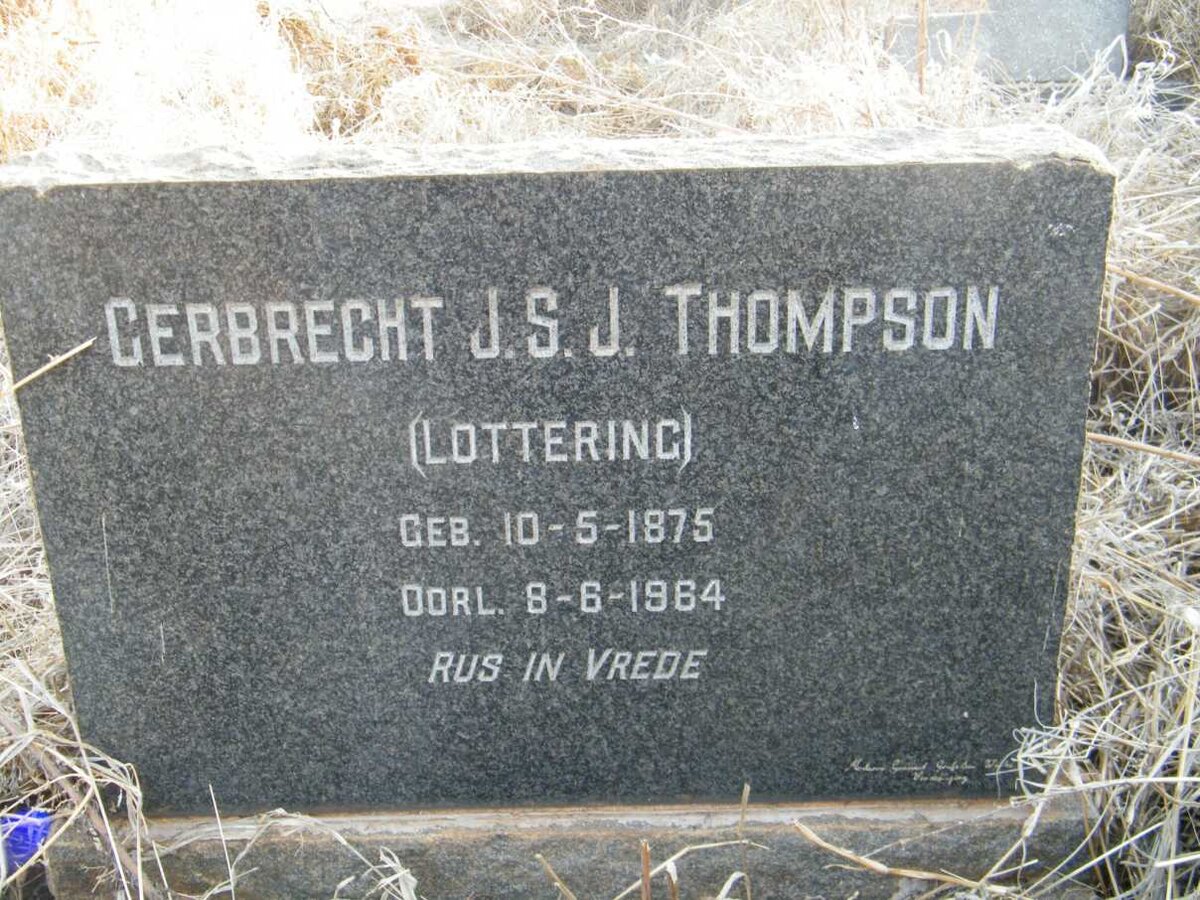 GERBRECHT J.S.J. THOMPSON
(LOTTERING)
GEB. 10-5-1875
OORL. 8-6-1964
RUS IN VREDE